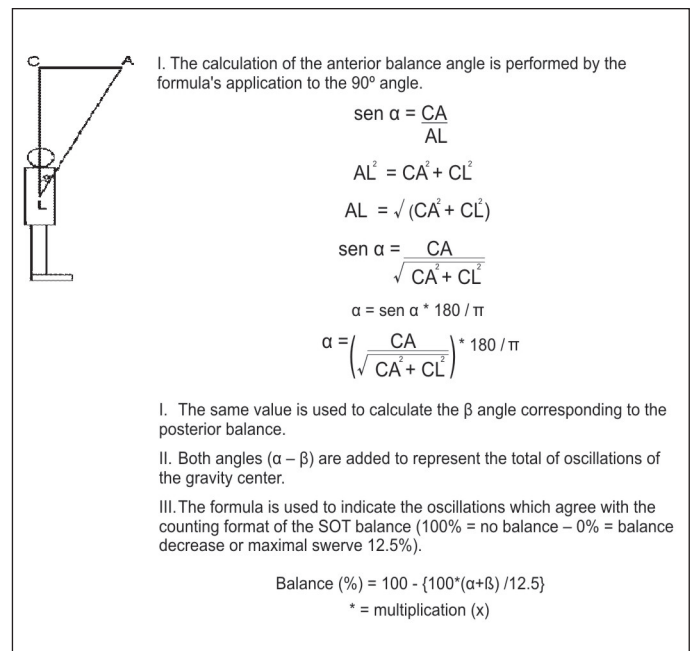 C A
L
α
I. The calculation of the anterior balance angle is performed by the
formula's application to the 90º angle.
sen α = CA
AL
AL² = CA² + CL²
AL = √ (CA² + CL²)
sen α = CA
√ CA² + CL²
α = sen α * 180 / π
α = ( CA ) * 180 / π
√ CA² + CL²
I. The same value is used to calculate the β angle corresponding to the
posterior balance.
II. Both angles (α – β) are added to represent the total of oscillations of
the gravity center.
III. The formula is used to indicate the oscillations which agree with the
counting format of the SOT balance (100% = no balance – 0% = balance
decrease or maximal swerve 12.5%).
Balance (%) = 100 - {100*(α+ß) /12.5}
* = multiplication (x)